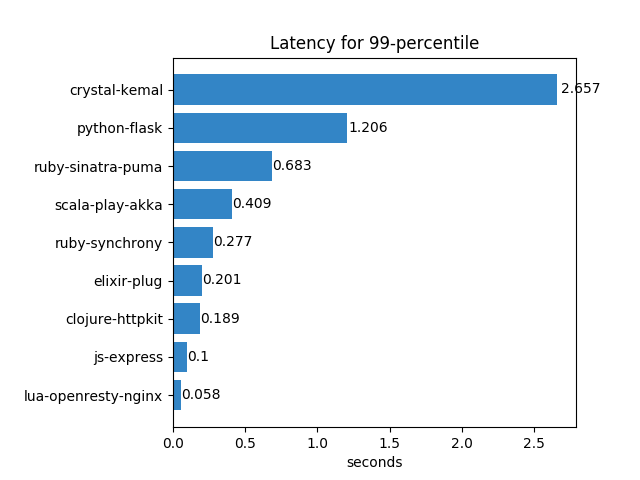 Latency for 99-percentile
crystal-kemal 2.657
python-flask 1.206
ruby-sinatra-puma 0.683
scala-play-akka 0.409
ruby-synchrony 0.277
elixir-plug 0.201
clojure-httpkit 0.189
js-express 0.1
lua-openresty-nginx 0.058
0.0 0.5 1.0 1.5 2.0 2.5
seconds